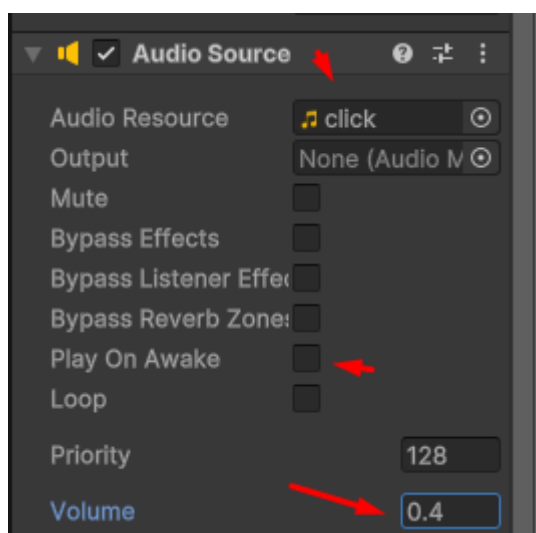 Audio Source
Audio Resource click
Output None (Audio M
Mute
Bypass Effects
Bypass Listener Effe
Bypass Reverb Zone
Play On Awake
Loop
Priority 128
Volume 0.4